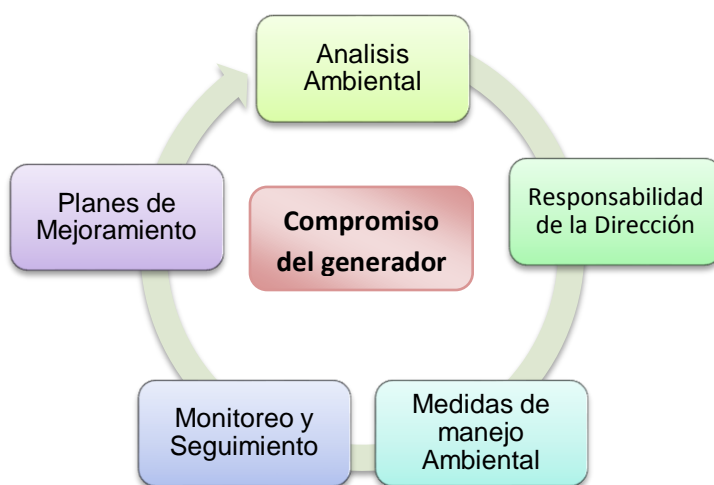 Analisis
Ambiental
Responsabilidad
de la Dirección
Medidas de
manejo
Ambiental
Monitoreo y
Seguimiento
Planes de
Mejoramiento
Compromiso
del generador